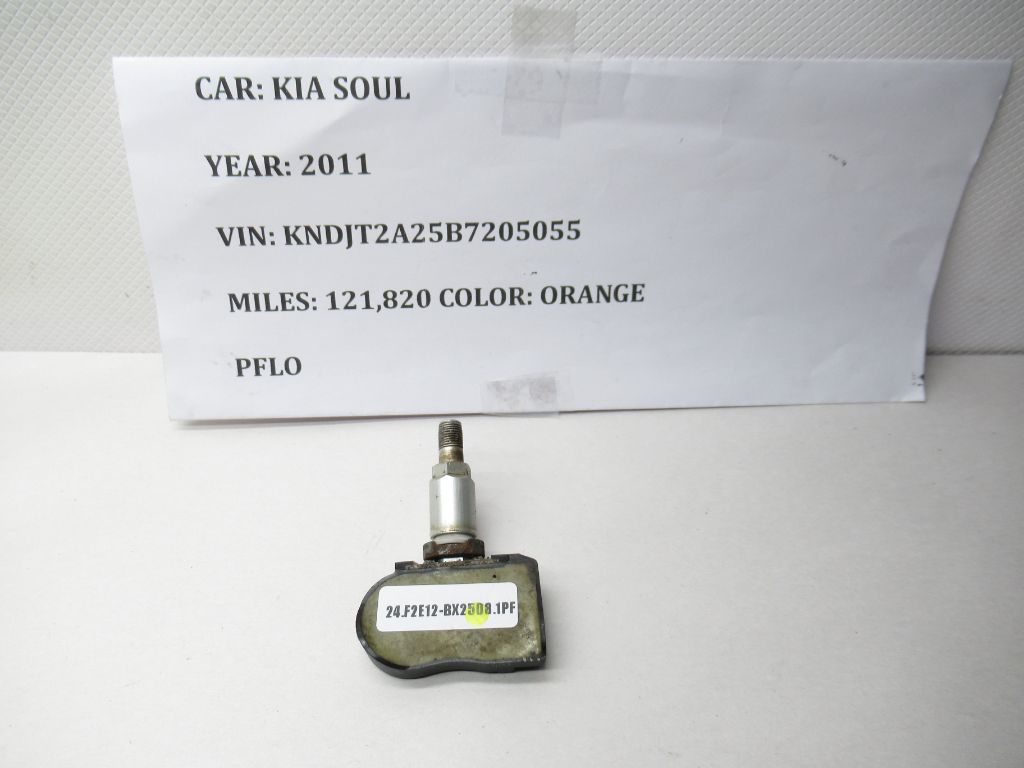 CAR: KIA SOUL
YEAR: 2011
VIN: KNDJT2A25B7205055
MILES: 121,820 COLOR: ORANGE
PFLO
24.F2E12-BX25D8.1PF